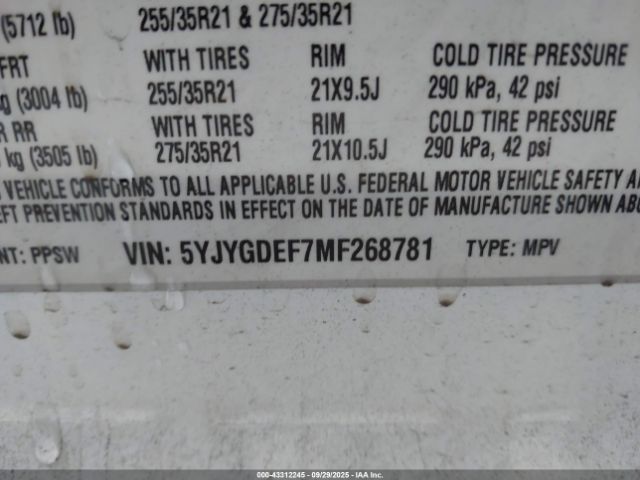 (5712 lb) 255/35R21 & 275/35R21
FRT WITH TIRES RIM COLD TIRE PRESSURE
(3004 lb) 255/35R21 21X9.5J 290 kPa, 42 psi
RR WITH TIRES RIM COLD TIRE PRESSURE
kg (3505 lb) 275/35R21 21X10.5J 290 kPa, 42 psi
VEHICLE CONFORMS TO ALL APPLICABLE U.S. FEDERAL MOTOR VEHICLE SAFETY
PREVENTION STANDARDS IN EFFECT ON THE DATE OF MANUFACTURE SHOWN
PPSW VIN: 5YJYGDEF7MF268781 TYPE: MPV
000-43312245 - 09/29/2025 - IAA Inc.